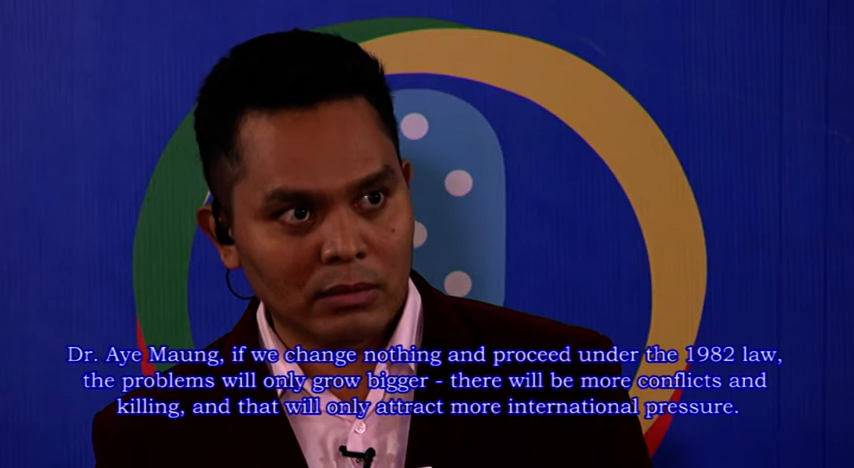 Dr. Aye Maung, if we change nothing and proceed under the 1982 law,
the problems will only grow bigger - there will be more conflicts and
killing, and that will only attract more international pressure.